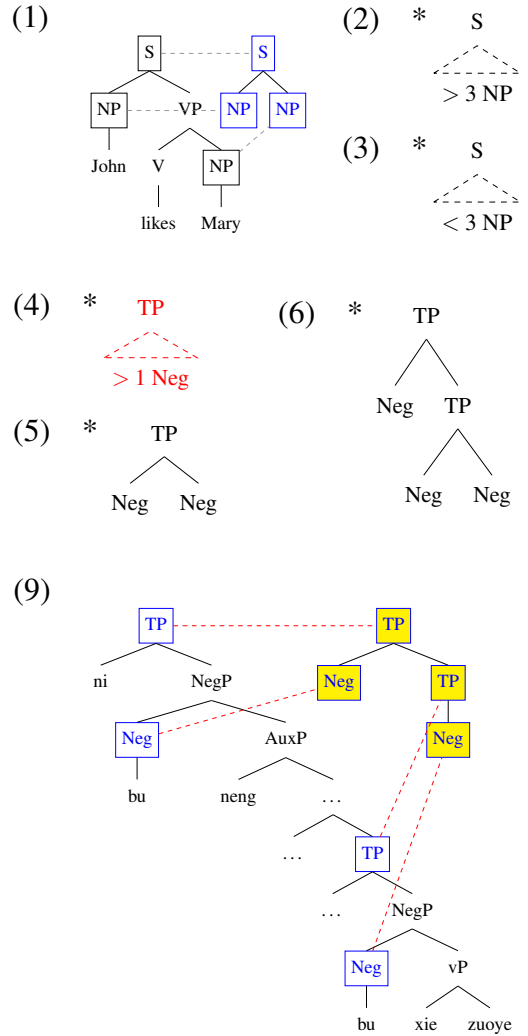 (1)
S S
NP VP NP NP
John V NP
likes Mary
(2) * S
> 3 NP
(3) * S
< 3 NP
(4) * TP
> 1 Neg
(5) * TP
Neg Neg
(6) * TP
Neg TP
Neg Neg
(9)
TP TP
ni NegP Neg TP
Neg AuxP Neg
bu neng ...
... TP
... NegP
Neg vP
bu xie zuoye